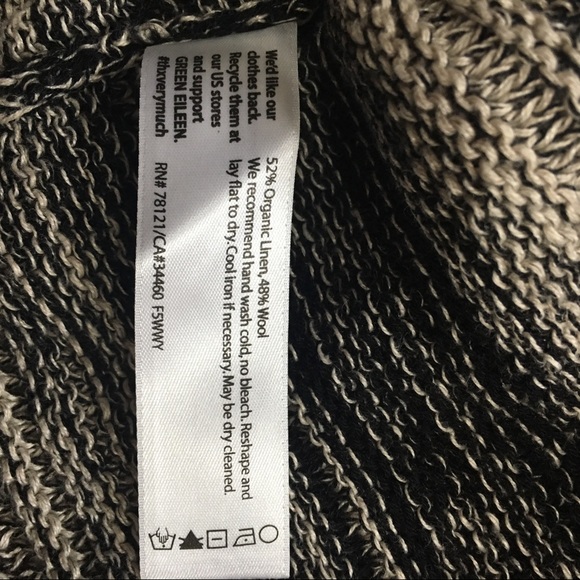 We'd like our
clothes back.
Recycle them at
our US stores
and support
GREEN EILEEN.
#thxverymuch
52% Organic Linen, 48% Wool
We recommend hand wash cold, no bleach. Reshape and
lay flat to dry. Cool iron if necessary. May be dry cleaned.
RN# 78121/CA#34460 F5WWY